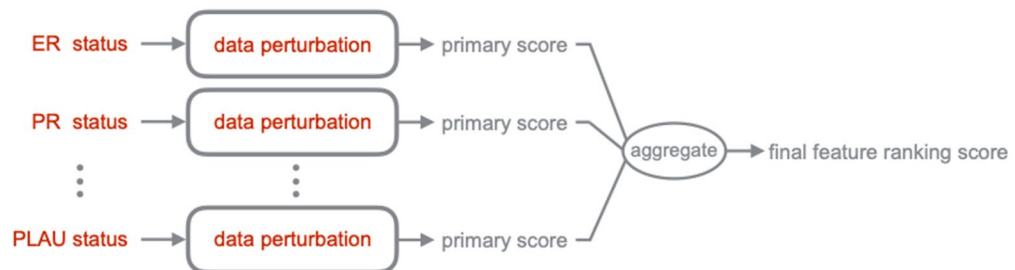 ER status
data perturbation
primary score
PR status
data perturbation
primary score
aggregate
final feature ranking score
PLAU status
data perturbation
primary score